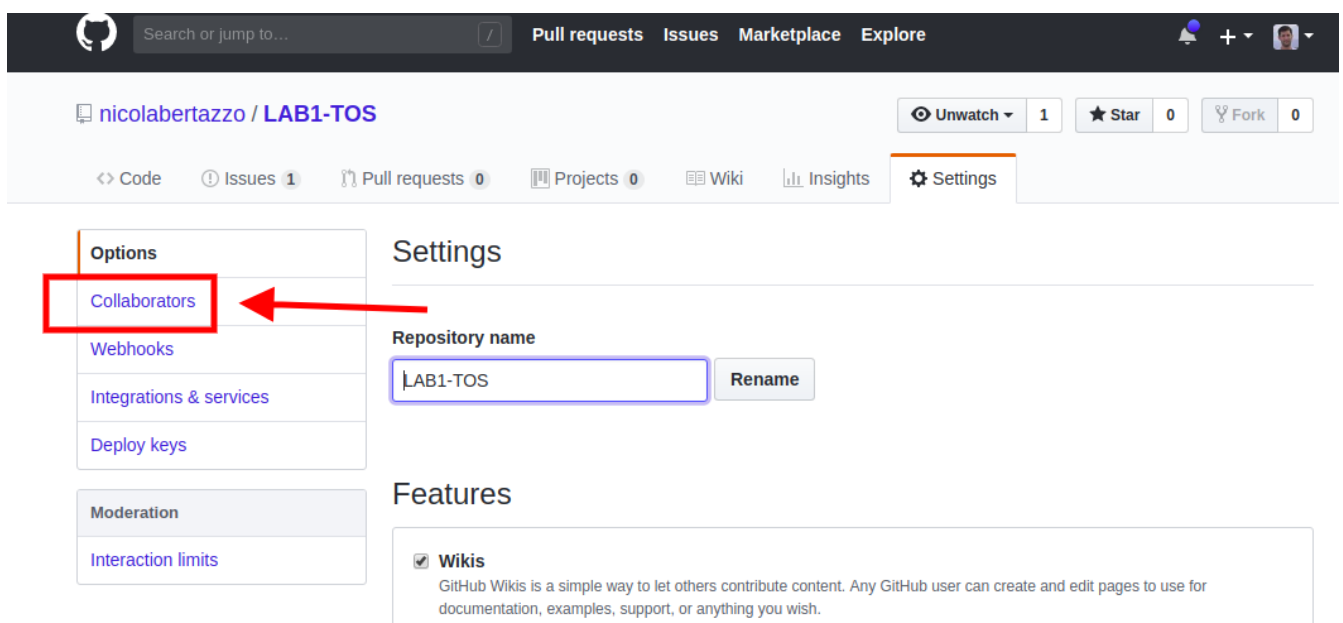 Search or jump to... / Pull requests Issues Marketplace Explore
nicolabertazzo / LAB1-TOS Unwatch 1 Star 0 Fork 0
Code Issues 1 Pull requests 0 Projects 0 Wiki Insights Settings
Options
Collaborators
Webhooks
Integrations & services
Deploy keys
Moderation
Interaction limits
Settings
Repository name
LAB1-TOS Rename
Features
Wikis
GitHub Wikis is a simple way to let others contribute content. Any GitHub user can create and edit pages to use for
documentation, examples, support, or anything you wish.